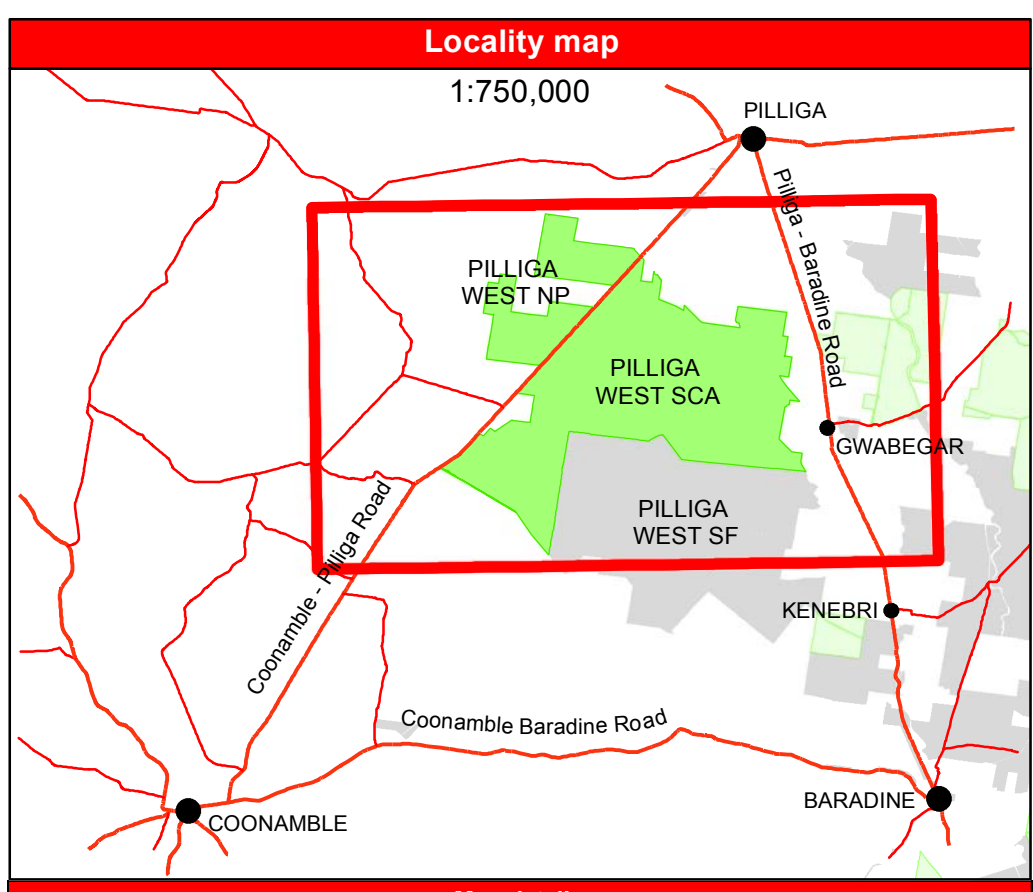 Locality map
1:750,000
PILLIGA
Pilliga - Baradine Road
PILLIGA
WEST NP
PILLIGA
WEST SCA
GWABEGAR
PILLIGA
WEST SF
Coonamble - Pilliga Road
KENEBRI
Coonamble Baradine Road
BARADINE
COONAMBLE